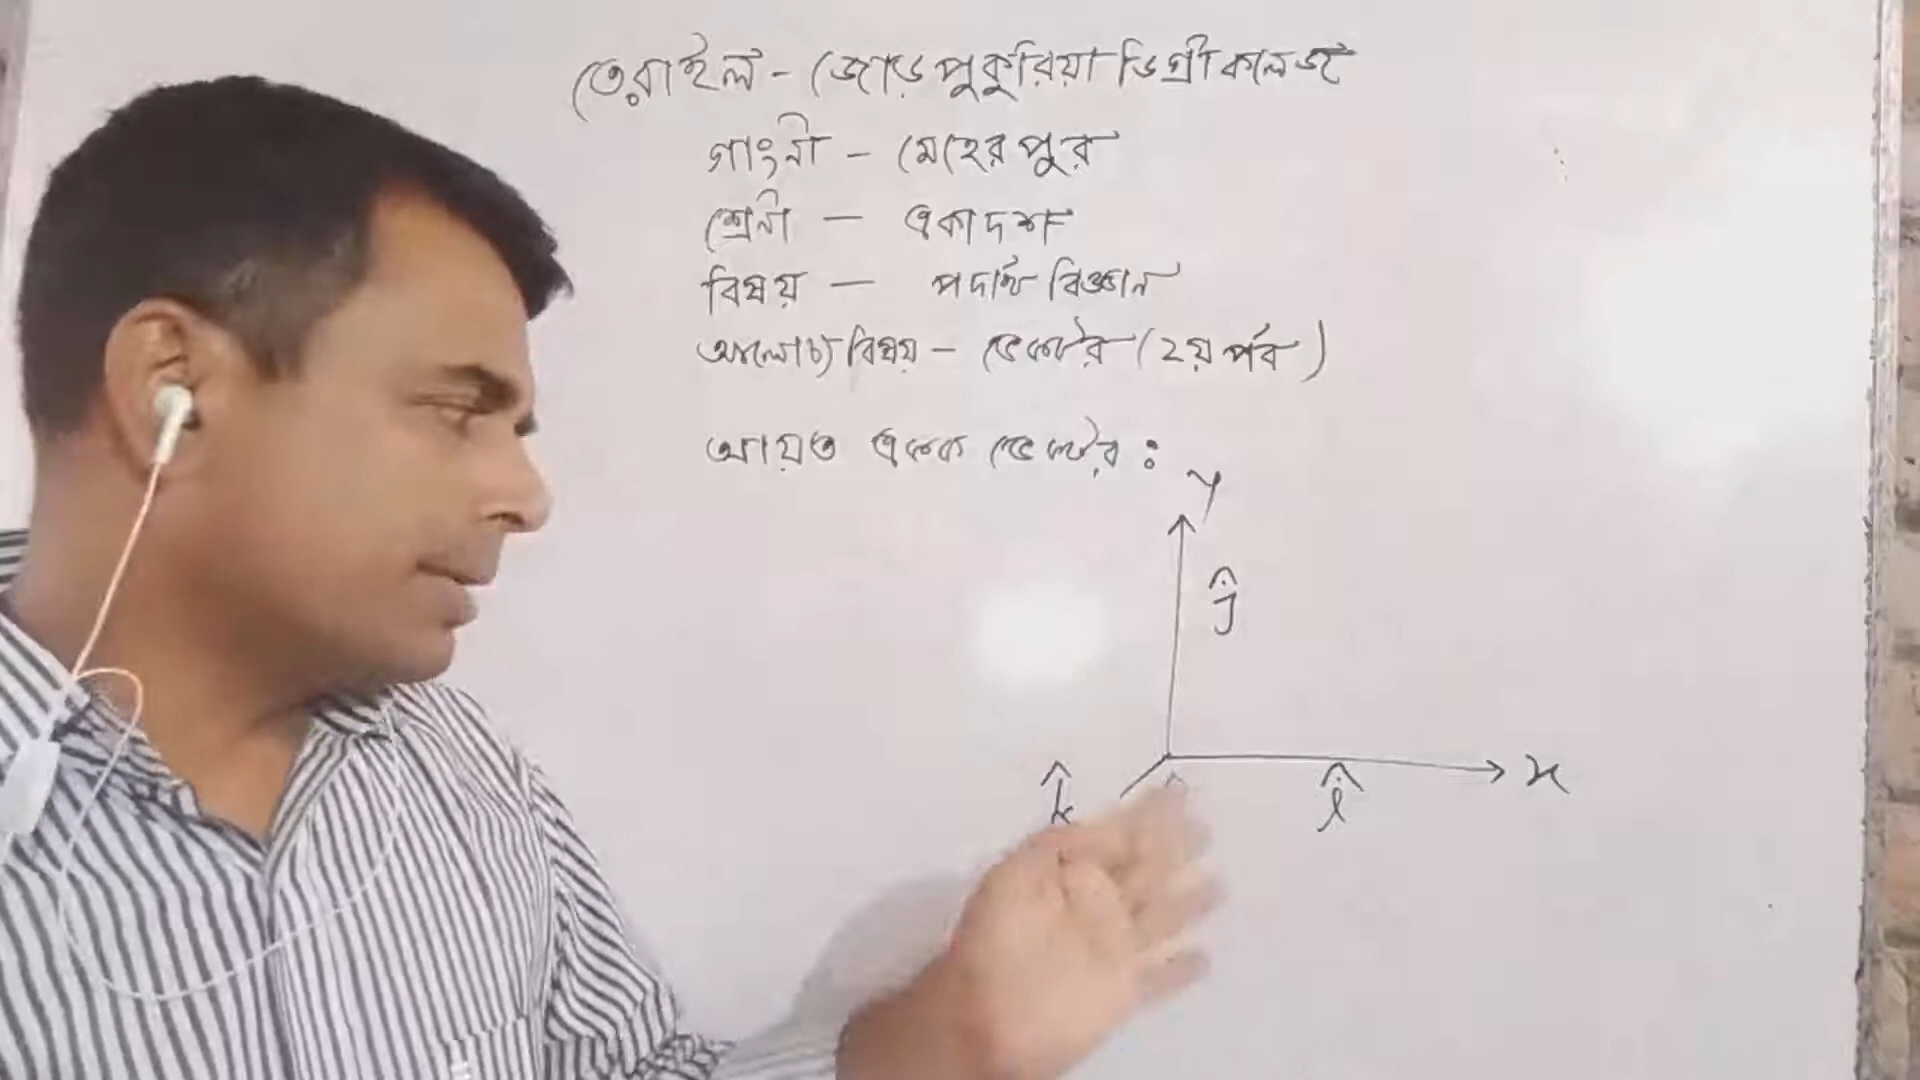 তেরাইল - জোড়পুকুরিয়া ডিগ্রী কলেজ
গাংনী - মেহেরপুর
শ্রেনী - একাদশ
বিষয় - পদার্থ বিজ্ঞান
আলোচ্য বিষয় - ভেক্টর (২য় পর্ব)
আয়ত একক ভেক্টর :
y
ĵ
k̂
î
x